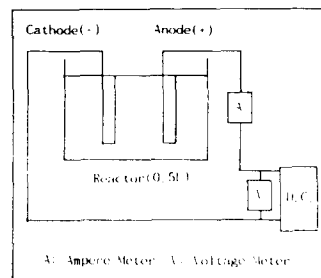 Cathode(-) Anode(+)
A
Reactor(0.5L)
V
D.C.
A: Ampere Meter V: Voltage Meter